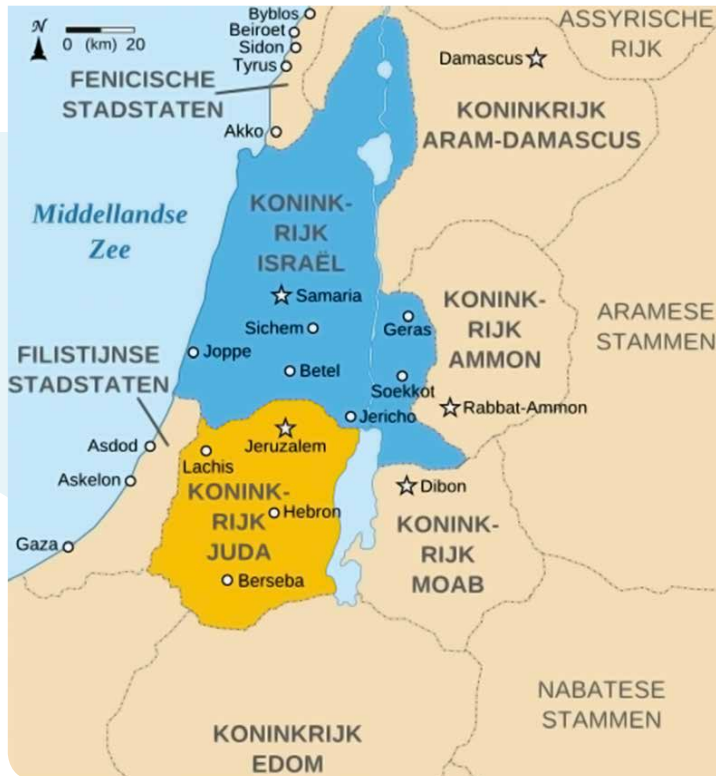 Byblos
Beiroet
Sidon
Tyrus
N
0 (km) 20
ASSYRISCHE
RIJK
Damascus
FENICISCHE
STADSTATEN
KONINKRIJK
ARAM-DAMASCUS
Akko
Middellandse
Zee
KONINK-
RIJK
ISRAËL
Samaria
Sichem
Geras
KONINK-
RIJK
AMMON
ARAMESE
STAMMEN
FILISTIJNSE
STADSTATEN
Joppe
Betel
Soekkot
Jericho
Rabbat-Ammon
Asdod
Jeruzalem
Lachis
Askelon
KONINK-
RIJK
JUDA
Hebron
Dibon
KONINK-
RIJK
MOAB
Gaza
Berseba
NABATESE
STAMMEN
KONINKRIJK
EDOM